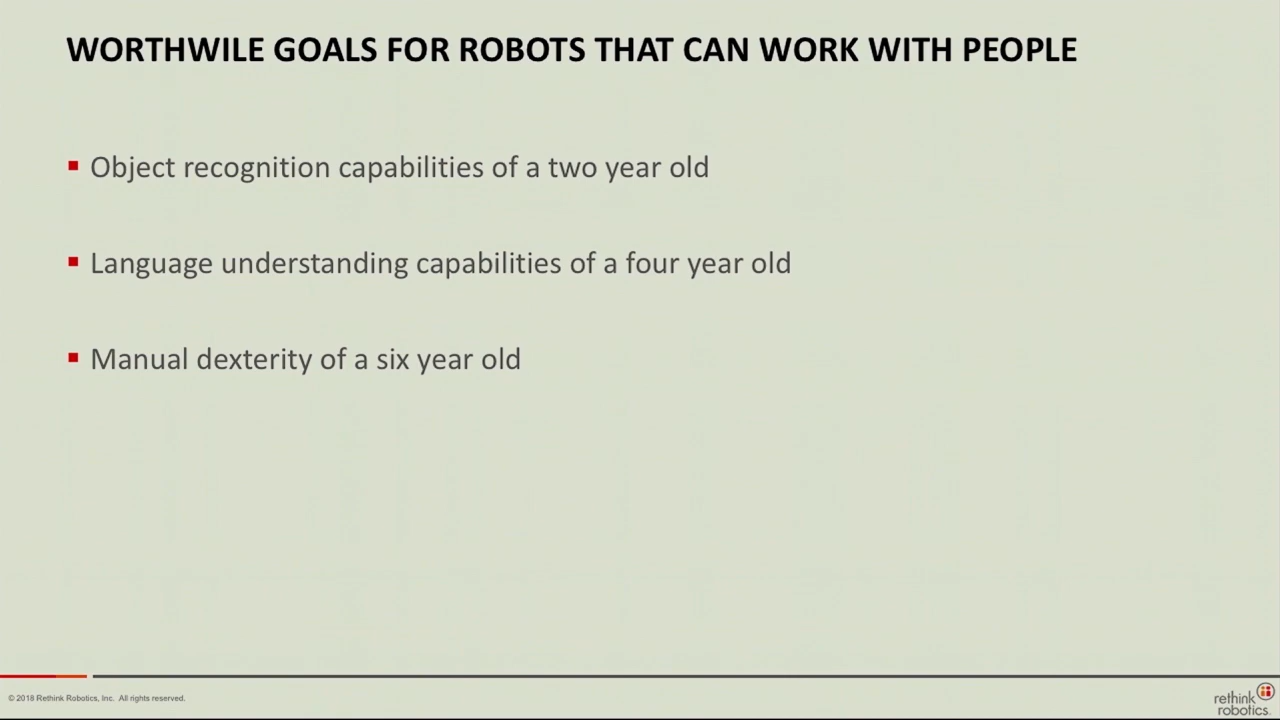 WORTHWILE GOALS FOR ROBOTS THAT CAN WORK WITH PEOPLE
Object recognition capabilities of a two year old
Language understanding capabilities of a four year old
Manual dexterity of a six year old
© 2018 Rethink Robotics, Inc. All rights reserved.
rethink
robotics.